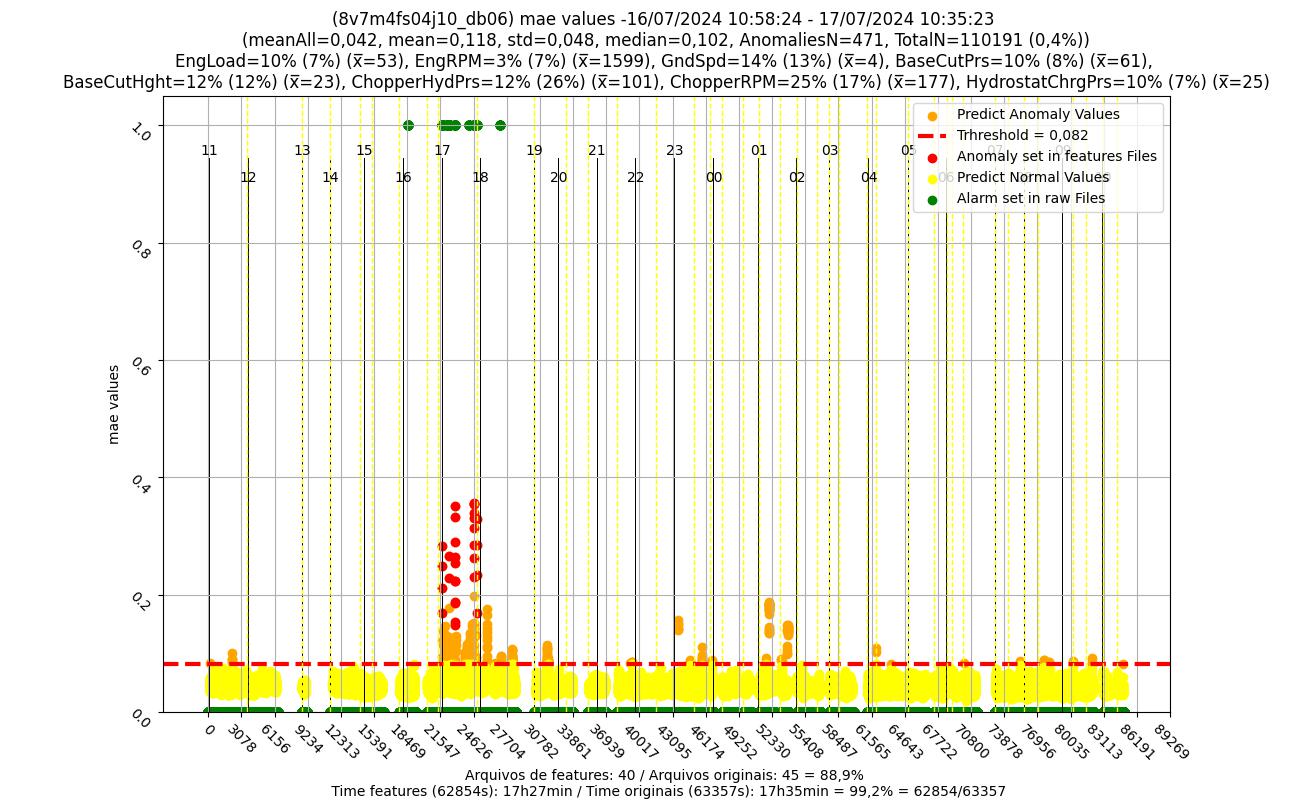 (8v7m4fs04j10_db06) mae values -16/07/2024 10:58:24 - 17/07/2024 10:35:23
(meanAll=0,042, mean=0,118, std=0,048, median=0,102, AnomaliesN=471, TotalN=110191 (0,4%))
EngLoad=10% (7%) (x̅=53), EngRPM=3% (7%) (x̅=1599), GndSpd=14% (13%) (x̅=4), BaseCutPrs=10% (8%) (x̅=61),
BaseCutHght=12% (12%) (x̅=23), ChopperHydPrs=12% (26%) (x̅=101), ChopperRPM=25% (17%) (x̅=177), HydrostatChrgPrs=10% (7%) (x̅=25)
Predict Anomaly Values
Trhreshold = 0,082
Anomaly set in features Files
Predict Normal Values
Alarm set in raw Files
11 13 15 17 19 21 23 01 03 05 07 09
12 14 16 18 20 22 00 02 04 06 10
1.0
0.8
0.6
0.4
0.2
0.0
mae values
0 3078 6156 9234 12313 15391 18469 21547 24626 27704 30782 33861 36939 40017 43095 46174 49252 52330 55408 58487 61565 64643 67722 70800 73878 76956 80035 83113 86191 89269
Arquivos de features: 40 / Arquivos originais: 45 = 88,9%
Time features (62854s): 17h27min / Time originais (63357s): 17h35min = 99,2% = 62854/63357